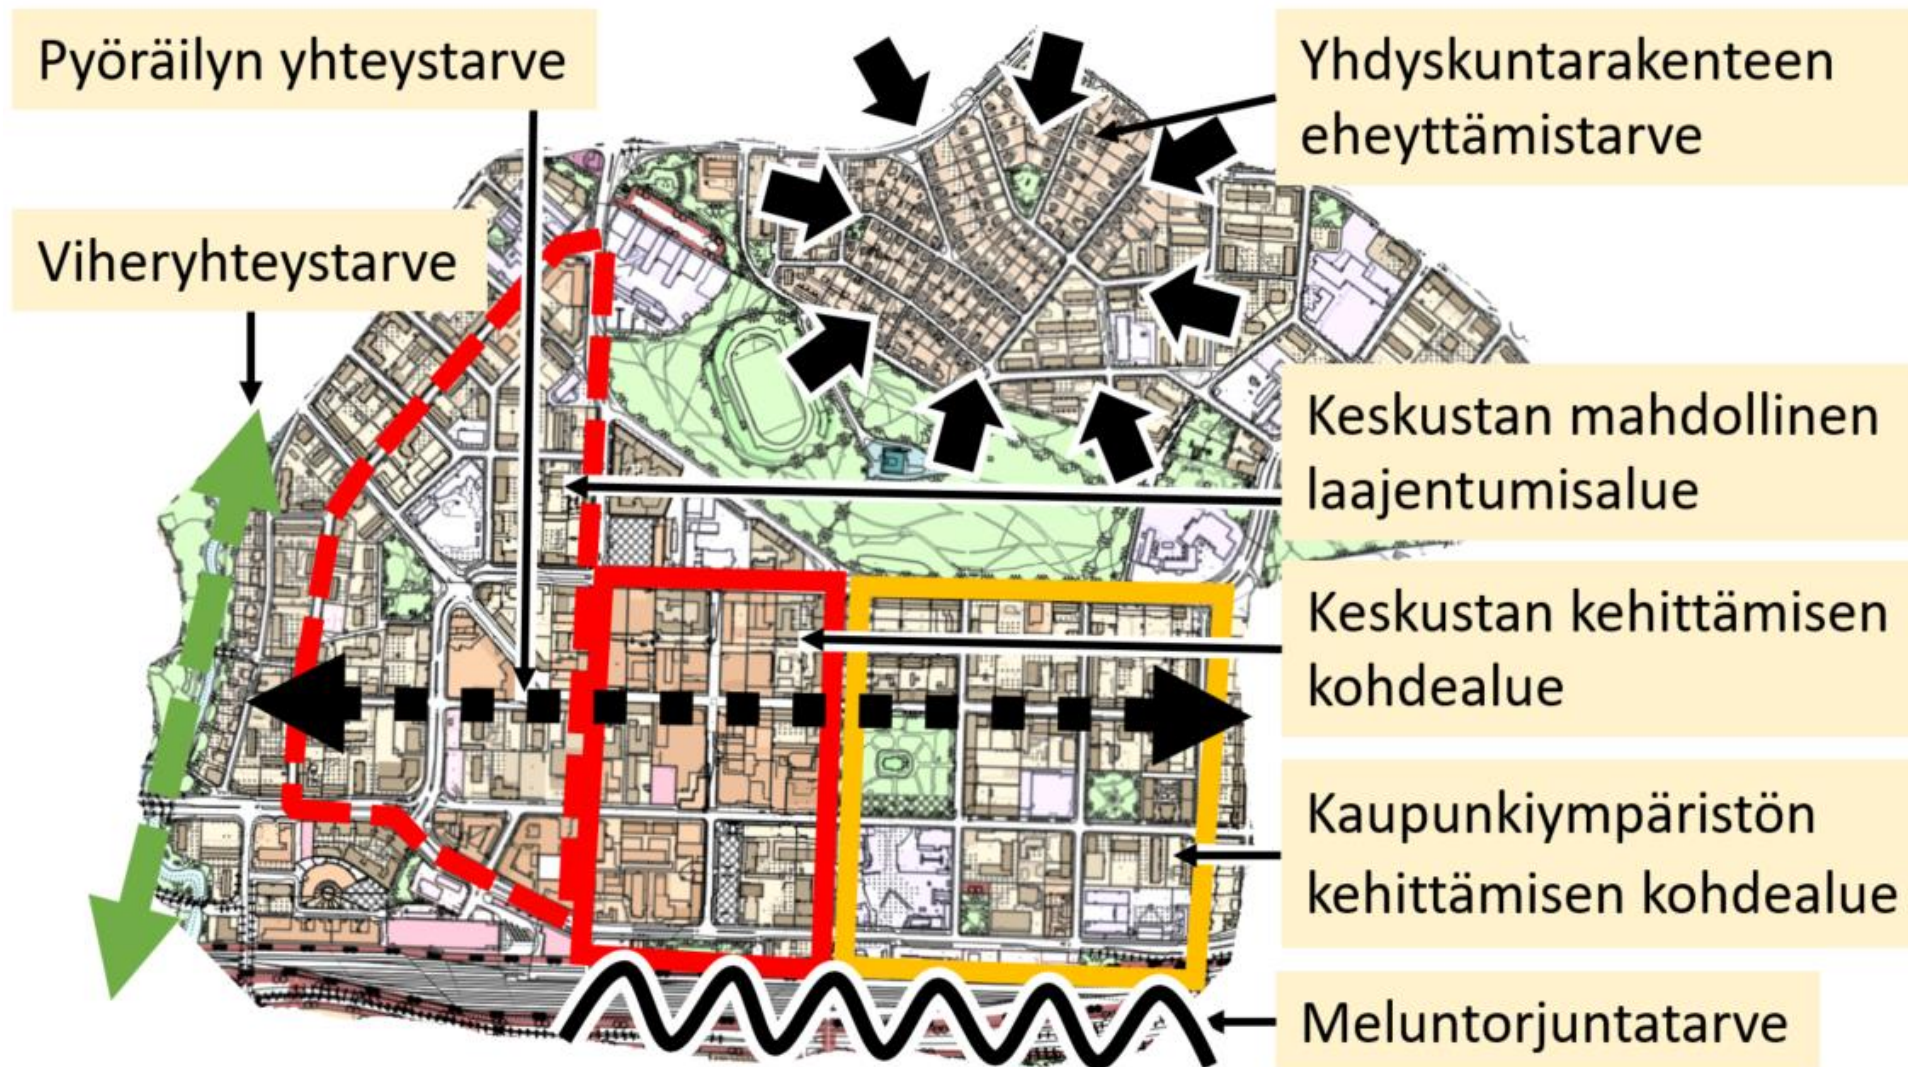 Pyöräilyn yhteystarve
Viheryhteystarve
Yhdyskuntarakenteen
eheyttämistarve
Keskustan mahdollinen
laajentumisalue
Keskustan kehittämisen
kohdealue
Kaupunkiympäristön
kehittämisen kohdealue
Meluntorjuntatarve